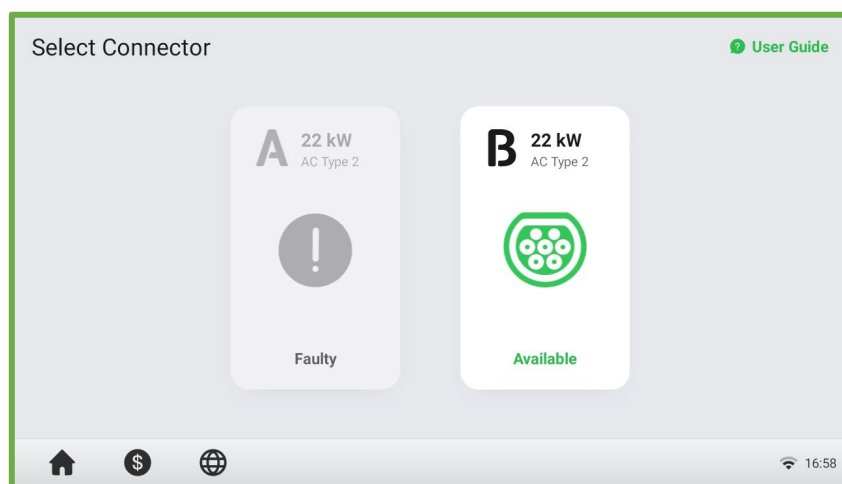 Select Connector
User Guide
A
22 kW
AC Type 2
Faulty
B
22 kW
AC Type 2
Available
16:58